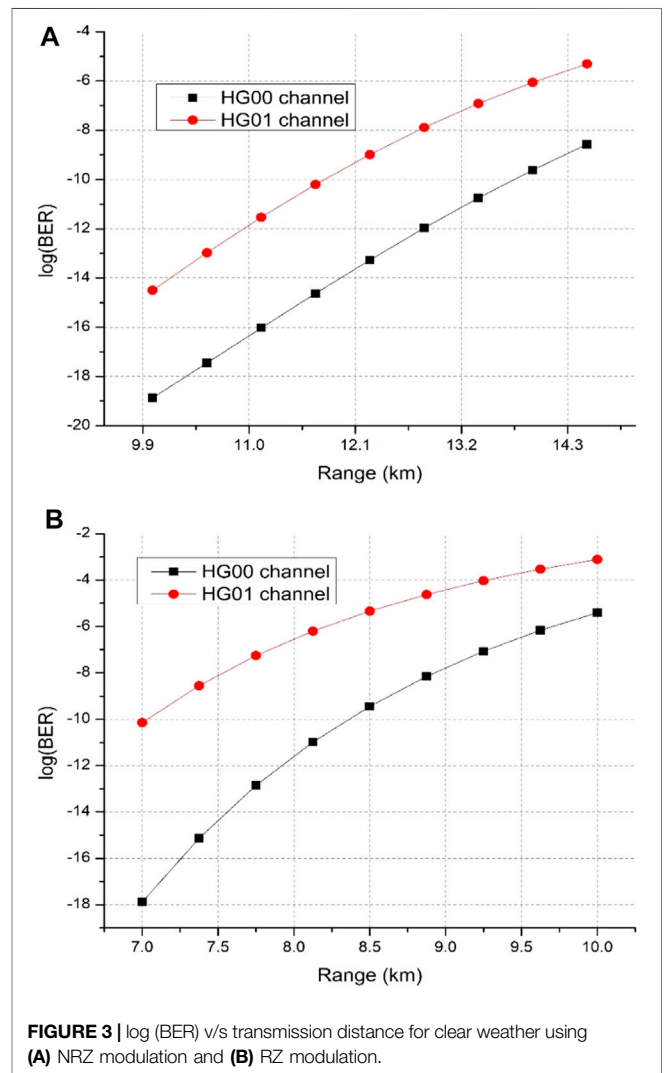 A
-4
-6
-8
-10
-12
-14
-16
-18
-20
log(BER)
HG00 channel
HG01 channel
9.9 11.0 12.1 13.2 14.3
Range (km)
B
-2
-4
-6
-8
-10
-12
-14
-16
-18
log(BER)
HG00 channel
HG01 channel
7.0 7.5 8.0 8.5 9.0 9.5 10.0
Range (km)
FIGURE 3 | log (BER) v/s transmission distance for clear weather using
(A) NRZ modulation and (B) RZ modulation.